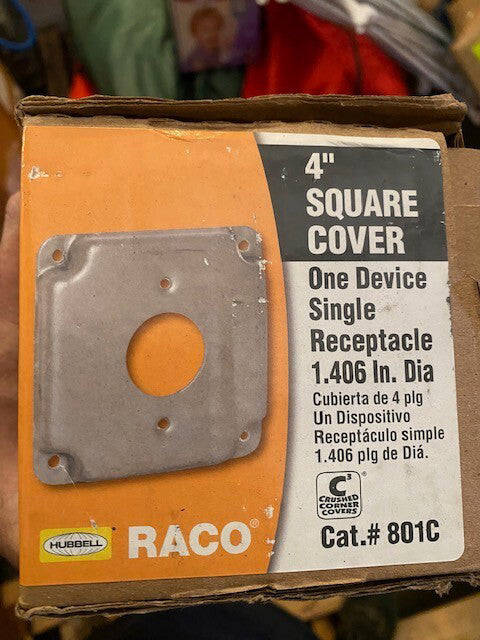 4"
SQUARE
COVER
One Device
Single
Receptacle
1.406 In. Dia
Cubierta de 4 plg
Un Dispositivo
Receptáculo simple
1.406 plg de Diá.
C3®
CRUSHED
CORNER
COVERS
Cat.# 801C
HUBBELL
RACO®